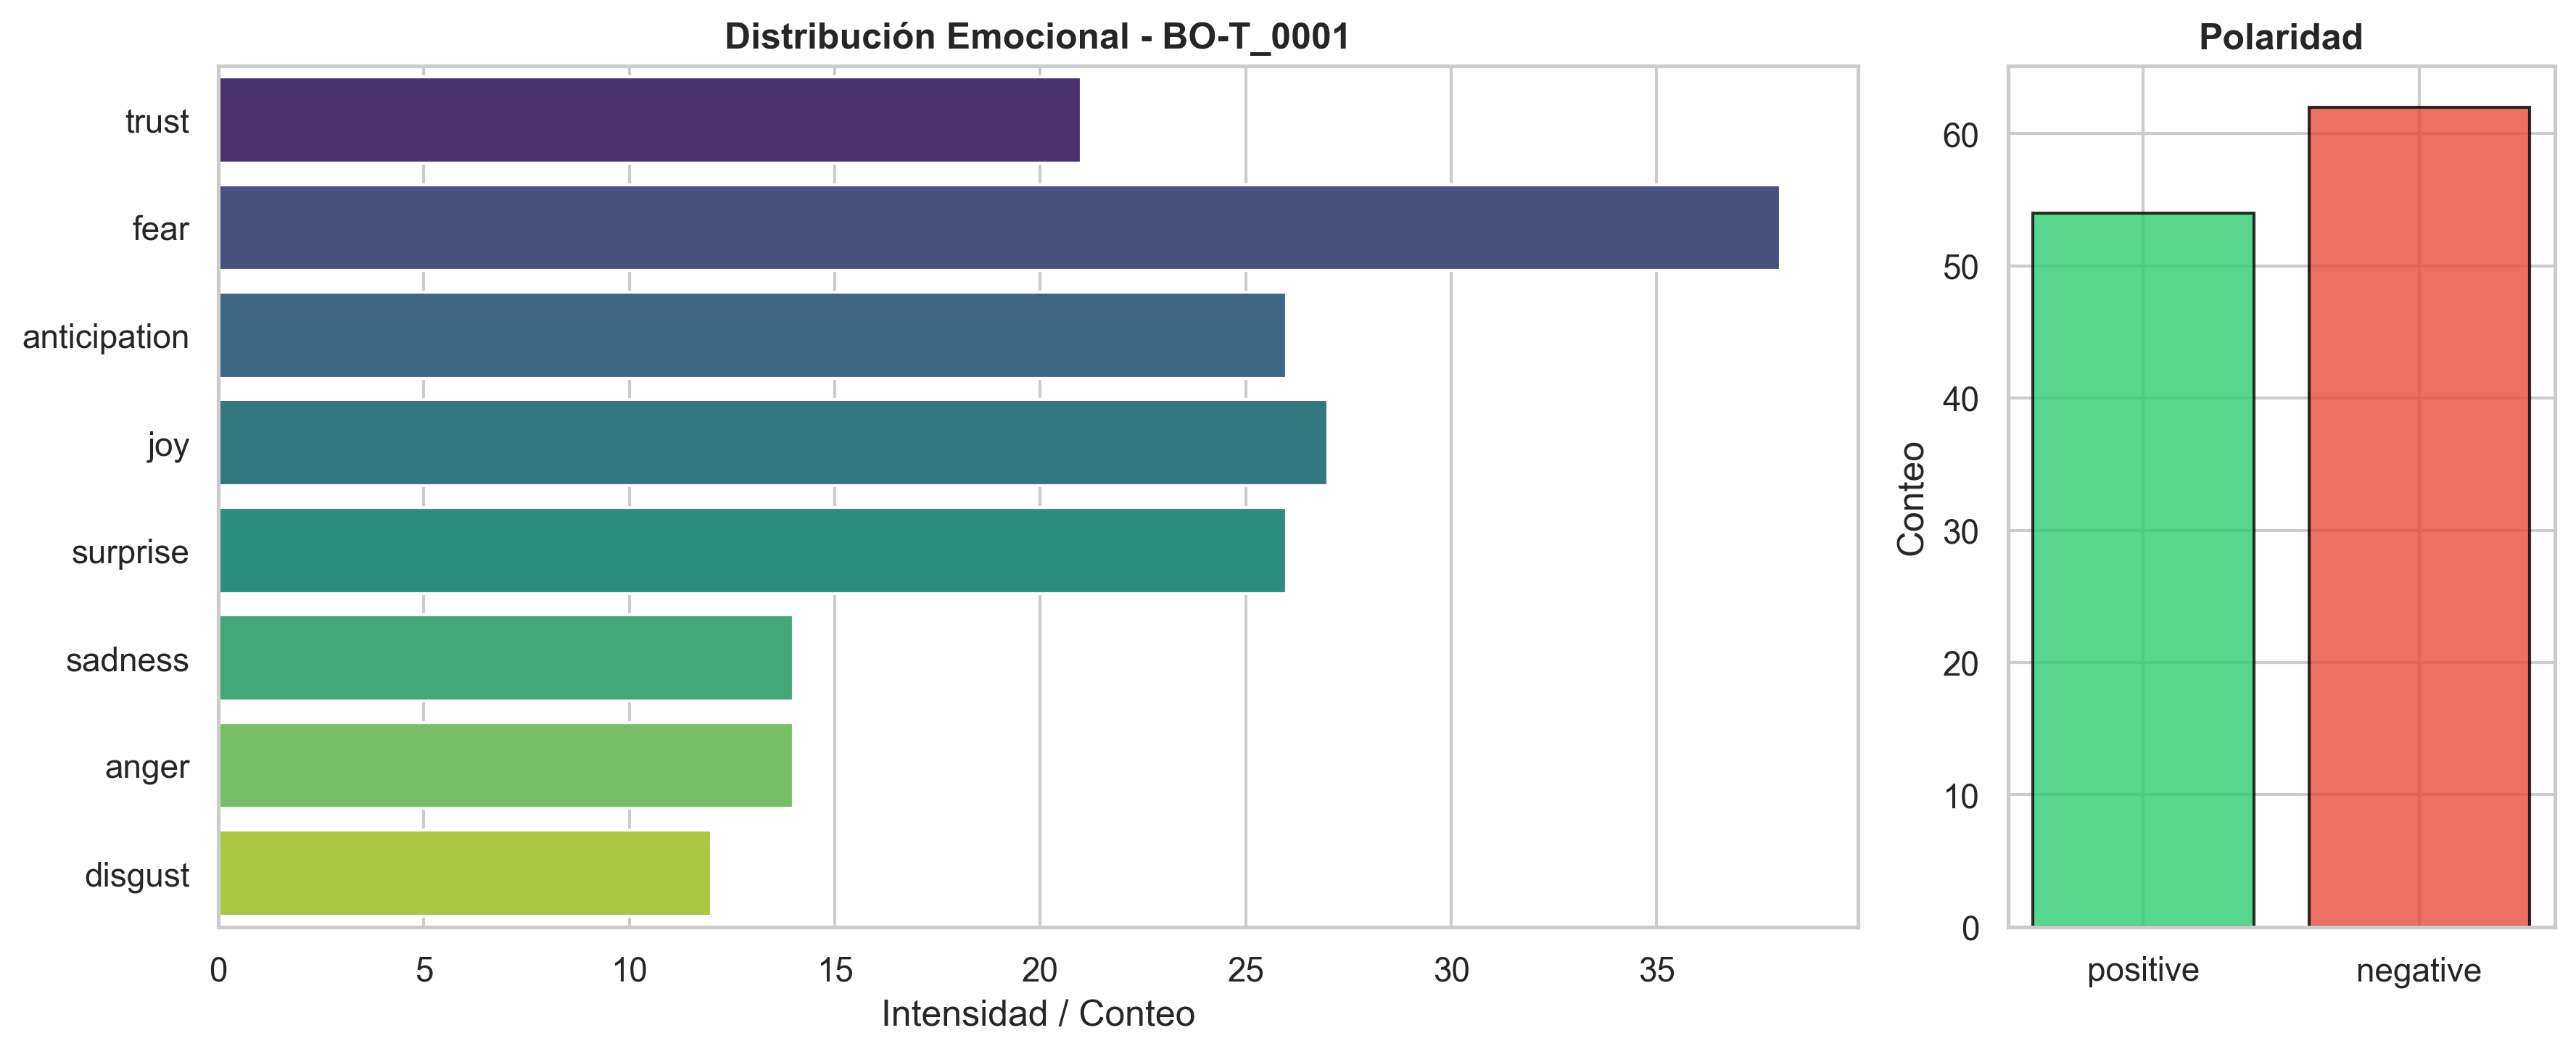 Distribución Emocional - BO-T_0001
trust
fear
anticipation
joy
surprise
sadness
anger
disgust
0 5 10 15 20 25 30 35
Intensidad / Conteo
Polaridad
Conteo
60
50
40
30
20
10
0
positive negative